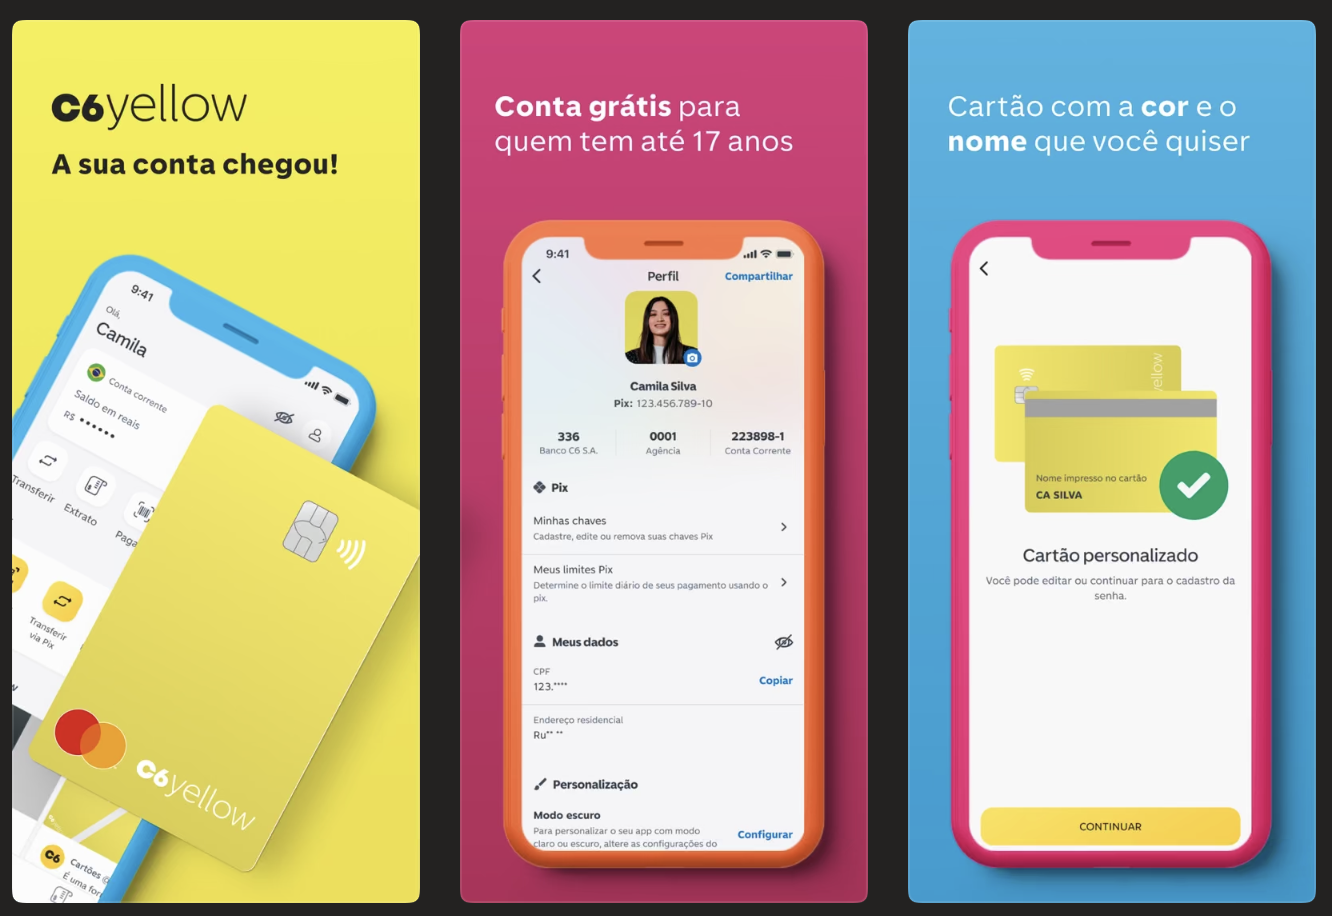 C6yellow
A sua conta chegou!
9:41
Olá,
Camila
Conta corrente
Saldo em reais
R$ ••••••
Transferir
Extrato
Paga
Transferir
via Pix
C6yellow
C6
Cartões
É uma for
Conta grátis para
quem tem até 17 anos
9:41
Perfil
Compartilhar
Camila Silva
Pix: 123.456.789-10
336
0001
223898-1
Banco C6 S.A.
Agência
Conta Corrente
Pix
Minhas chaves
Cadastre, edite ou remova suas chaves Pix
Meus limites Pix
Determine o limite diário de seus pagamento usando o
pix.
Meus dados
CPF
123.****
Copiar
Endereço residencial
Ru** **
Personalização
Modo escuro
Para personalizar o seu app com modo
claro ou escuro, altere as configurações do
Configurar
Cartão com a cor e o
nome que você quiser
yellow
Nome impresso no cartão
CA SILVA
Cartão personalizado
Você pode editar ou continuar para o cadastro da
senha.
CONTINUAR